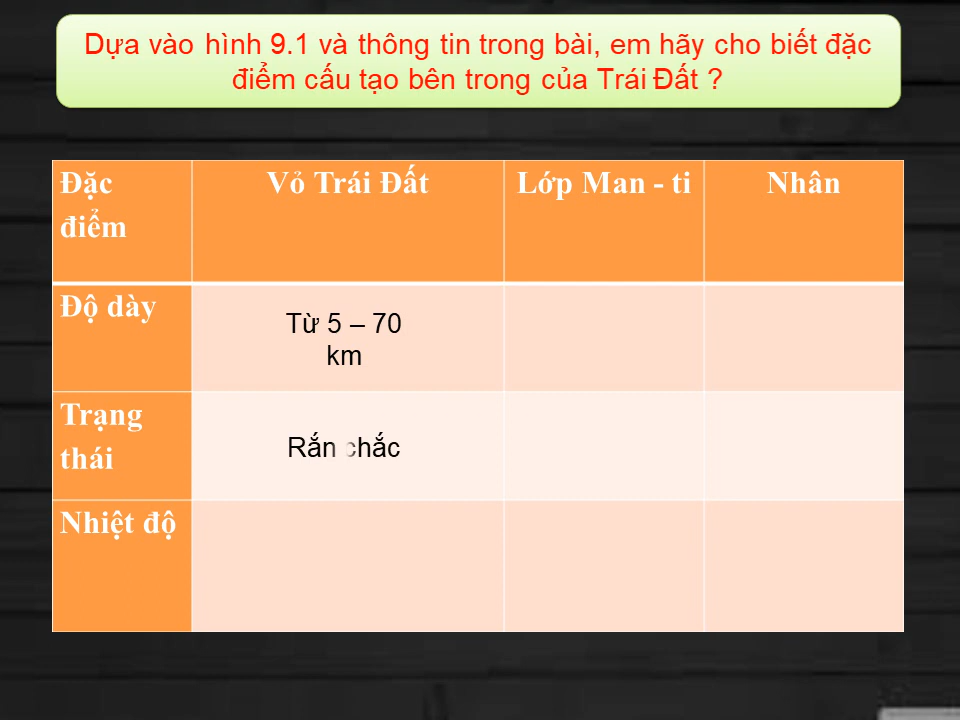 Dựa vào hình 9.1 và thông tin trong bài, em hãy cho biết đặc
điểm cấu tạo bên trong của Trái Đất ?
Đặc
điểm
Vỏ Trái Đất
Lớp Man - ti
Nhân
Độ dày
Từ 5 – 70
km
Trạng
thái
Rắn chắc
Nhiệt độ